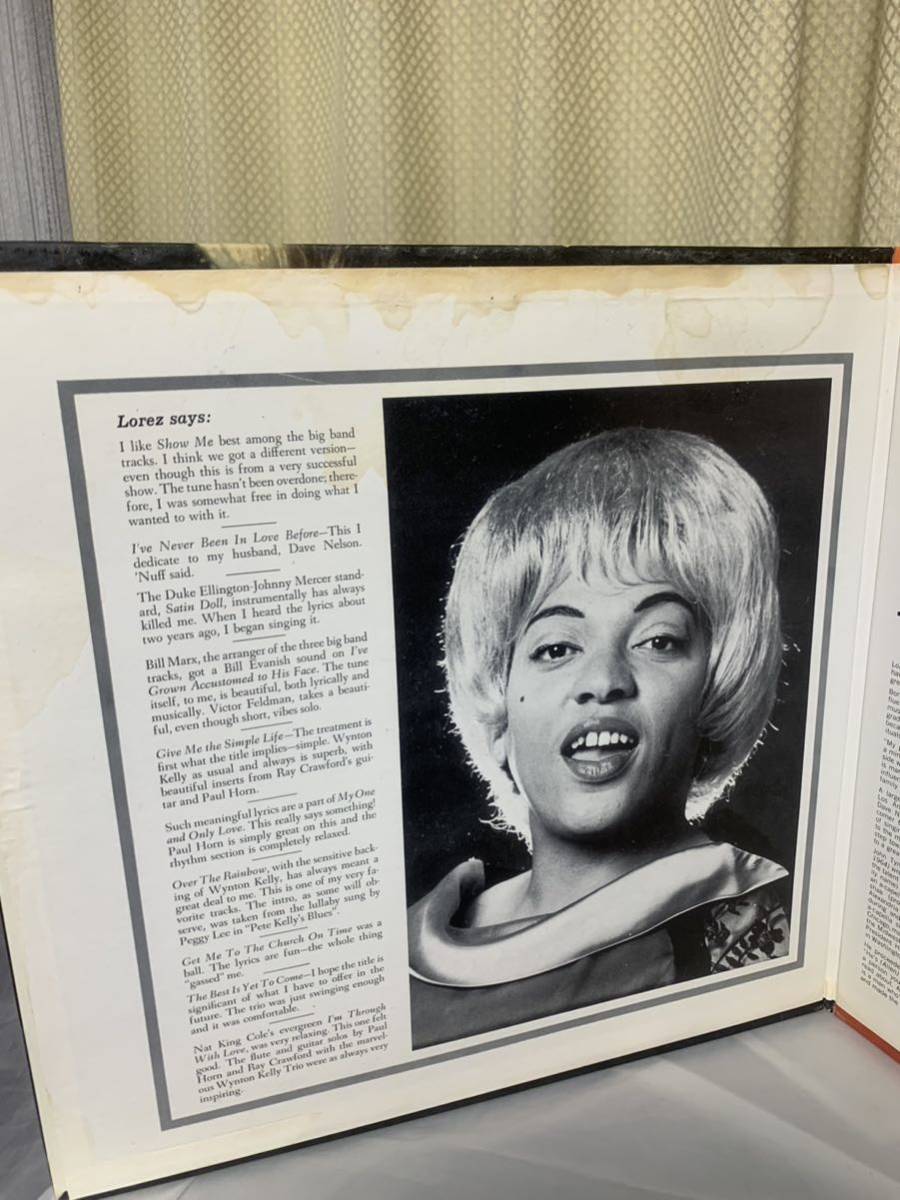 Lorez says:
I like Show Me best among the big band
tracks. I think we got a different version—
even though this is from a very successful
show. The tune hasn't been overdone; there-
fore, I was somewhat free in doing what I
wanted to with it.
I've Never Been In Love Before—This I
dedicate to my husband, Dave Nelson.
'Nuff said.
The Duke Ellington-Johnny Mercer stand-
ard, Satin Doll, instrumentally has always
killed me. When I heard the lyrics about
two years ago, I began singing it.
Bill Marx, the arranger of the three big band
tracks, got a Bill Evanish sound on I've
Grown Accustomed to His Face. The tune
itself, to me, is beautiful, both lyrically and
musically. Victor Feldman, takes a beauti-
ful, even though short, vibes solo.
Give Me the Simple Life—The treatment is
first what the title implies—simple. Wynton
Kelly as usual and always is superb, with
beautiful inserts from Ray Crawford's gui-
tar and Paul Horn.
Such meaningful lyrics are a part of My One
and Only Love. This really says something!
Paul Horn is simply great on this and the
rhythm section is completely relaxed.
Over The Rainbow, with the sensitive back-
ing of Wynton Kelly, has always meant a
great deal to me. This is one of my very fa-
vorite tracks. The intro, as some will ob-
serve, was taken from the lullaby sung by
Peggy Lee in "Pete Kelly's Blues".
Get Me To The Church On Time was a
ball. The lyrics are fun—the whole thing
"gassed" me.
The Best Is Yet To Come—I hope the title is
significant of what I have to offer in the
future. The trio was just swinging enough
and it was comfortable.
Nat King Cole's evergreen I'm Through
With Love, was very relaxing. This one felt
good. The flute and guitar solos by Paul
Horn and Ray Crawford with the marvel-
ous Wynton Kelly Trio were as always very
inspiring.